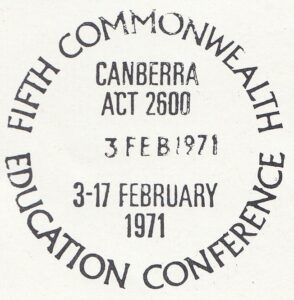 FIFTH COMMONWEALTH
CANBERRA
ACT 2600
3 FEB 1971
3-17 FEBRUARY
1971
EDUCATION CONFERENCE